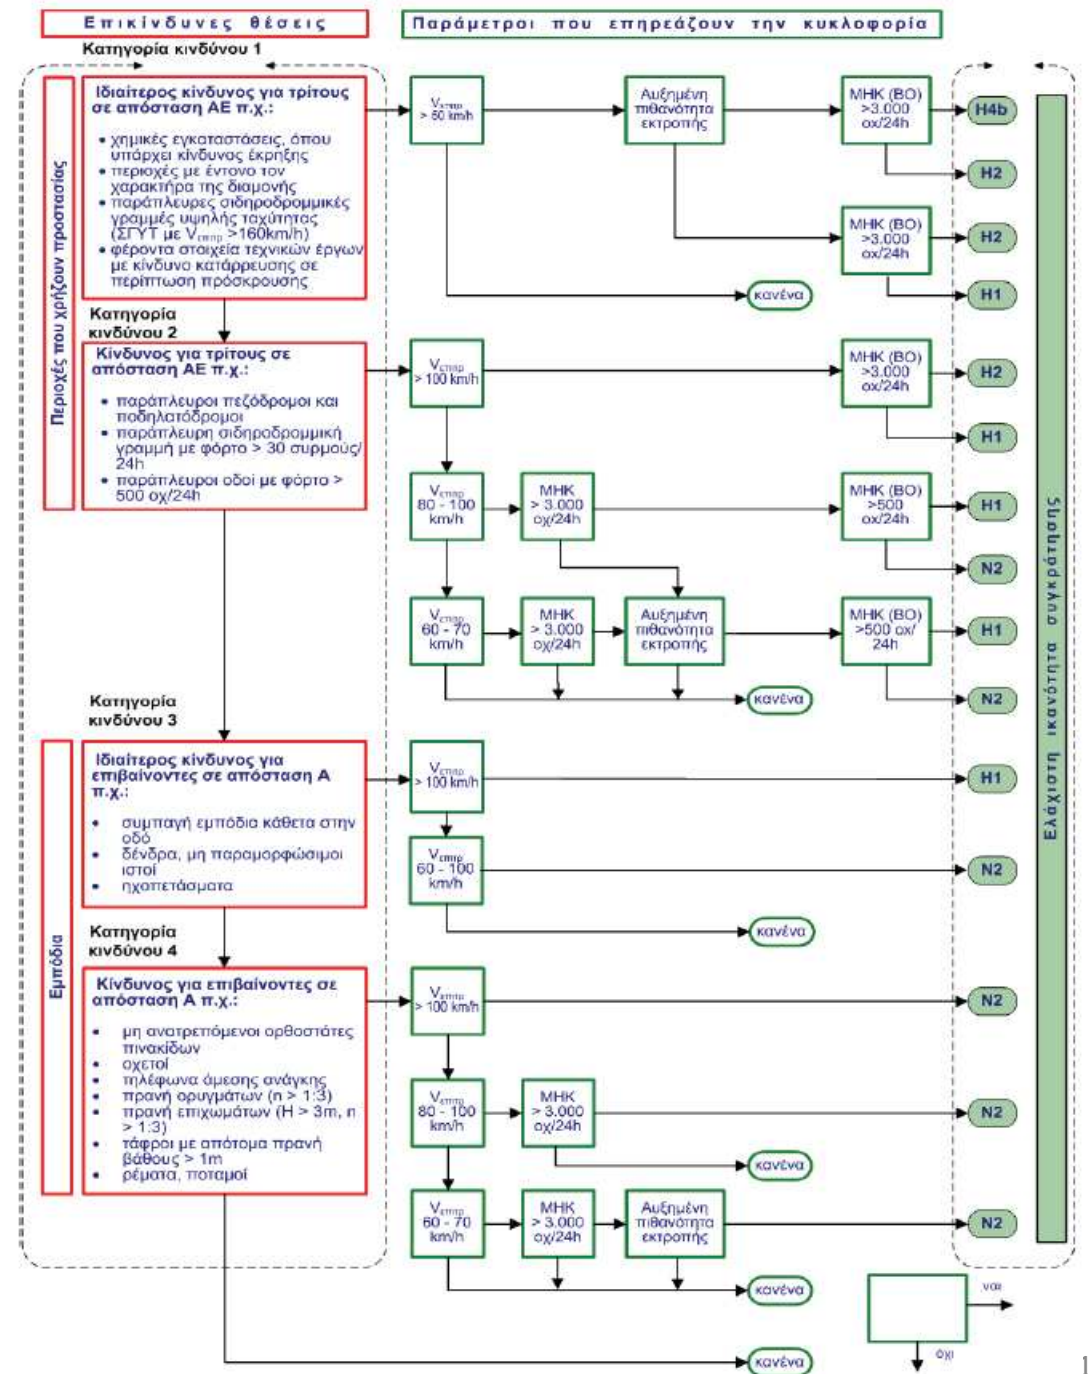 Επικίνδυνες θέσεις
Παράμετροι που επηρεάζουν την κυκλοφορία
Κατηγορία κινδύνου 1
Περιοχές που χρήζουν προστασίας
Ιδιαίτερος κίνδυνος για τρίτους
σε απόσταση ΑΕ π.χ.:
• χημικές εγκαταστάσεις, όπου
υπάρχει κίνδυνος έκρηξης
• περιοχές με έντονο τον
χαρακτήρα της διαμονής
• παράπλευρες σιδηροδρομμικές
γραμμές υψηλής ταχύτητας
(ΣΓΥΤ με Vεπιτρ >160km/h)
• φέροντα στοιχεία τεχνικών έργων
με κίνδυνο κατάρρευσης σε
περίπτωση πρόσκρουσης
Vεπιτρ
> 50 km/h
Αυξημένη
πιθανότητα
εκτροπής
ΜΗΚ (ΒΟ)
>3.000
οχ/24h
H4b
H2
ΜΗΚ (ΒΟ)
>3.000
οχ/24h
H2
κανένα
H1
Κατηγορία
κινδύνου 2
Κίνδυνος για τρίτους σε
απόσταση ΑΕ π.χ.:
• παράπλευροι πεζόδρομοι και
ποδηλατόδρομοι
• παράπλευρη σιδηροδρομμική
γραμμή με φόρτο > 30 συρμούς/
24h
• παράπλευροι οδοί με φόρτο >
500 οχ/24h
Vεπιτρ
> 100 km/h
ΜΗΚ (ΒΟ)
>3.000
οχ/24h
H2
H1
Vεπιτρ
80 - 100
km/h
ΜΗΚ
> 3.000
οχ/24h
ΜΗΚ (ΒΟ)
>500
οχ/24h
H1
N2
Vεπιτρ
60 - 70
km/h
ΜΗΚ
> 3.000
οχ/24h
Αυξημένη
πιθανότητα
εκτροπής
ΜΗΚ (ΒΟ)
>500 οχ/
24h
H1
κανένα
N2
Ελάχιστη ικανότητα συγκράτησης
Κατηγορία
κινδύνου 3
Εμπόδια
Ιδιαίτερος κίνδυνος για
επιβαίνοντες σε απόσταση Α
π.χ.:
• συμπαγή εμπόδια κάθετα στην
οδό
• δένδρα, μη παραμορφώσιμοι
ιστοί
• ηχοπετάσματα
Vεπιτρ
> 100 km/h
H1
Vεπιτρ
60 - 100
km/h
N2
κανένα
Κατηγορία
κινδύνου 4
Κίνδυνος για επιβαίνοντες σε
απόσταση Α π.χ.:
• μη ανατρεπόμενοι ορθοστάτες
πινακίδων
• οχετοί
• τηλέφωνα άμεσης ανάγκης
• πρανή ορυγμάτων (n > 1:3)
• πρανή επιχωμάτων (H > 3m, n
> 1:3)
• τάφροι με απότομα πρανή
βάθους > 1m
• ρέματα, ποταμοί
Vεπιτρ
> 100 km/h
N2
Vεπιτρ
80 - 100
km/h
ΜΗΚ
> 3.000
οχ/24h
N2
κανένα
Vεπιτρ
60 - 70
km/h
ΜΗΚ
> 3.000
οχ/24h
Αυξημένη
πιθανότητα
εκτροπής
N2
κανένα
ναι
όχι
κανένα
1